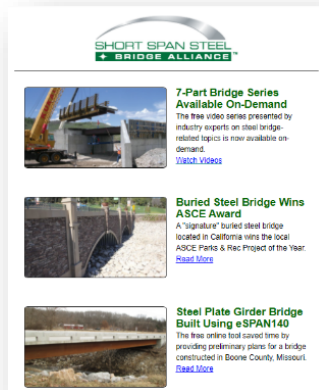 SHORT SPAN STEEL
BRIDGE ALLIANCE™
7-Part Bridge Series
Available On-Demand
The free video series presented by
industry experts on steel bridge-
related topics is now available on-
demand.
Watch Videos
Buried Steel Bridge Wins
ASCE Award
A "signature" buried steel bridge
located in California wins the local
ASCE Parks & Rec Project of the Year.
Read More
Steel Plate Girder Bridge
Built Using eSPAN140
The free online tool saved time by
providing preliminary plans for a bridge
constructed in Boone County, Missouri.
Read More